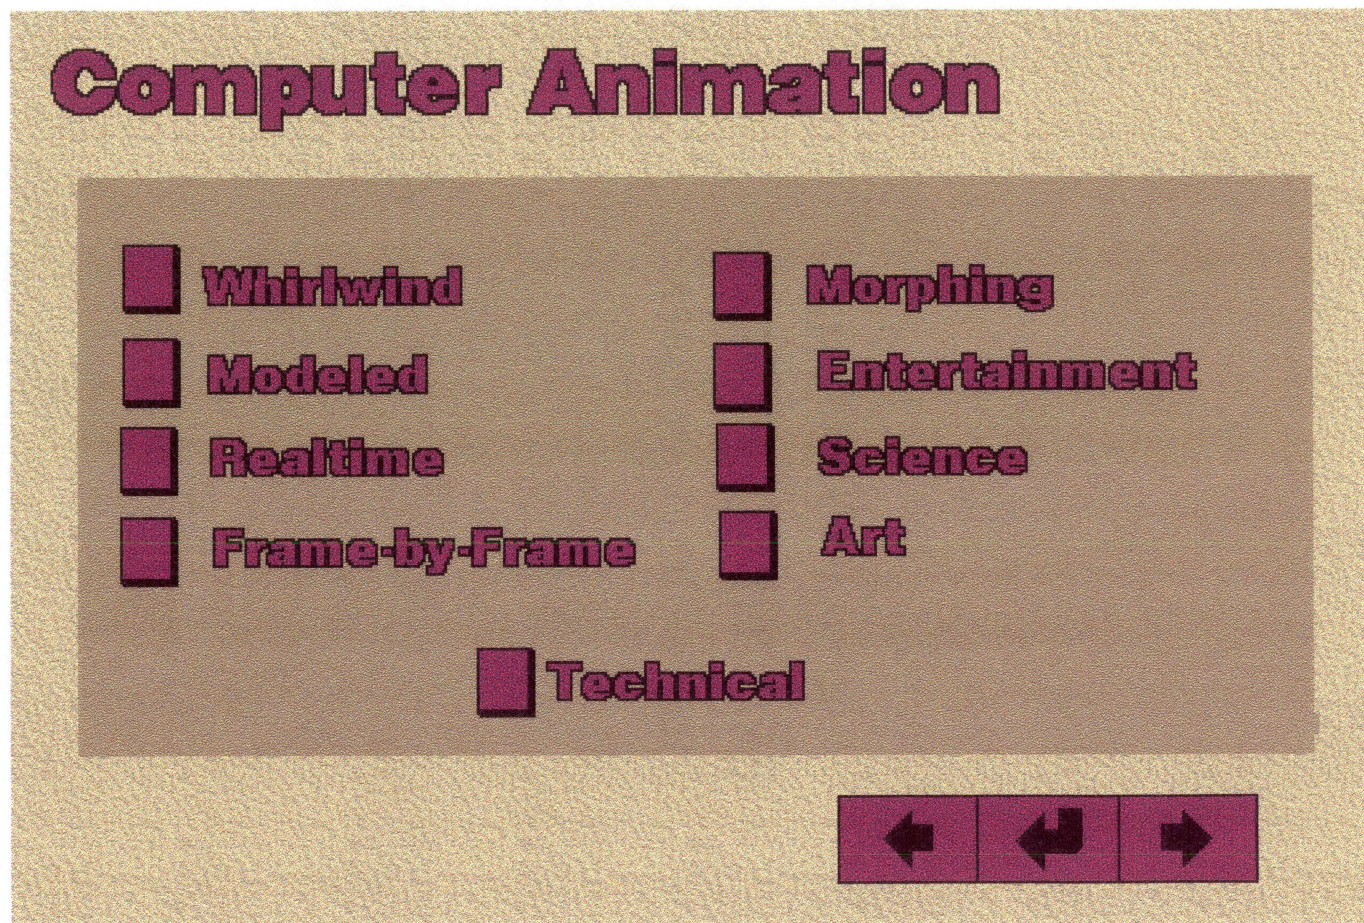 Computer Animation
Whirlwind
Modeled
Realtime
Frame-by-Frame
Morphing
Entertainment
Science
Art
Technical